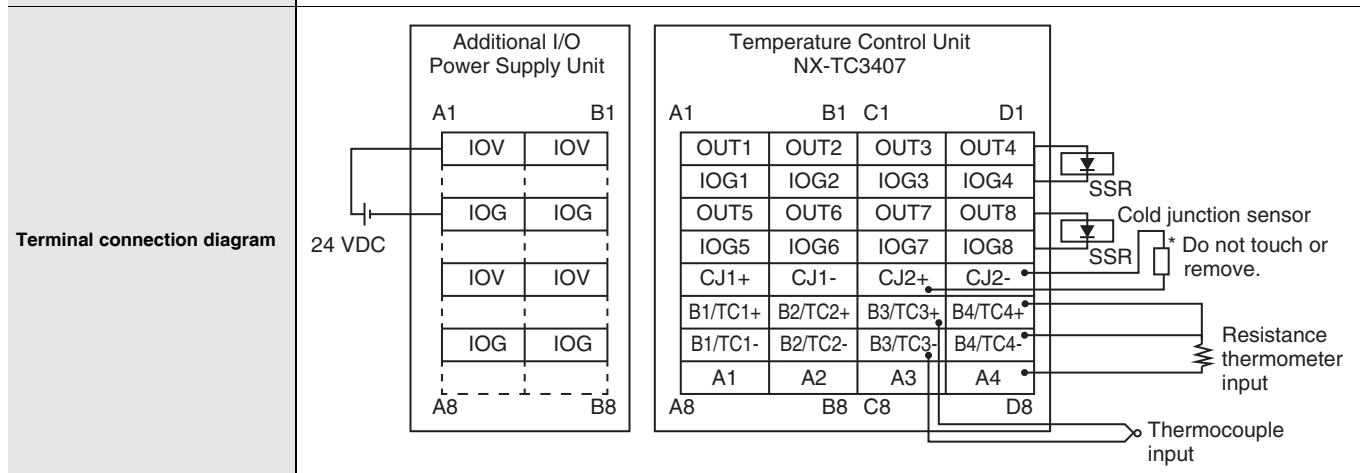 Terminal connection diagram
Additional I/O
Power Supply Unit
A1 B1
IOV IOV
IOG IOG
24 VDC
IOV IOV
IOG IOG
A8 B8
Temperature Control Unit
NX-TC3407
A1 B1 C1 D1
OUT1 OUT2 OUT3 OUT4
IOG1 IOG2 IOG3 IOG4
SSR
OUT5 OUT6 OUT7 OUT8
Cold junction sensor
IOG5 IOG6 IOG7 IOG8
SSR
* Do not touch or
remove.
CJ1+ CJ1- CJ2+ CJ2-
B1/TC1+ B2/TC2+ B3/TC3+ B4/TC4+
B1/TC1- B2/TC2- B3/TC3- B4/TC4-
Resistance
thermometer
input
A1 A2 A3 A4
A8 B8 C8 D8
Thermocouple
input